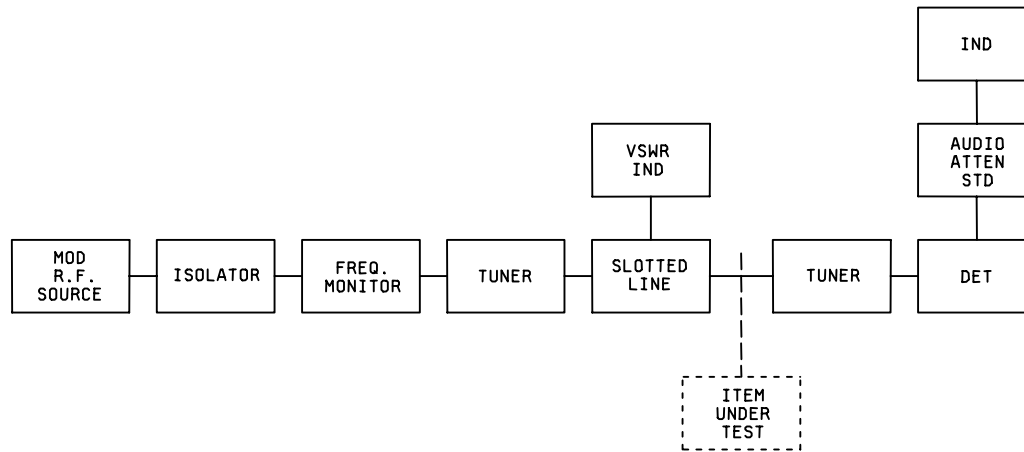 IND
VSWR
IND
AUDIO
ATTEN
STD
MOD
R.F.
SOURCE
ISOLATOR
FREQ.
MONITOR
TUNER
SLOTTED
LINE
TUNER
DET
ITEM
UNDER
TEST